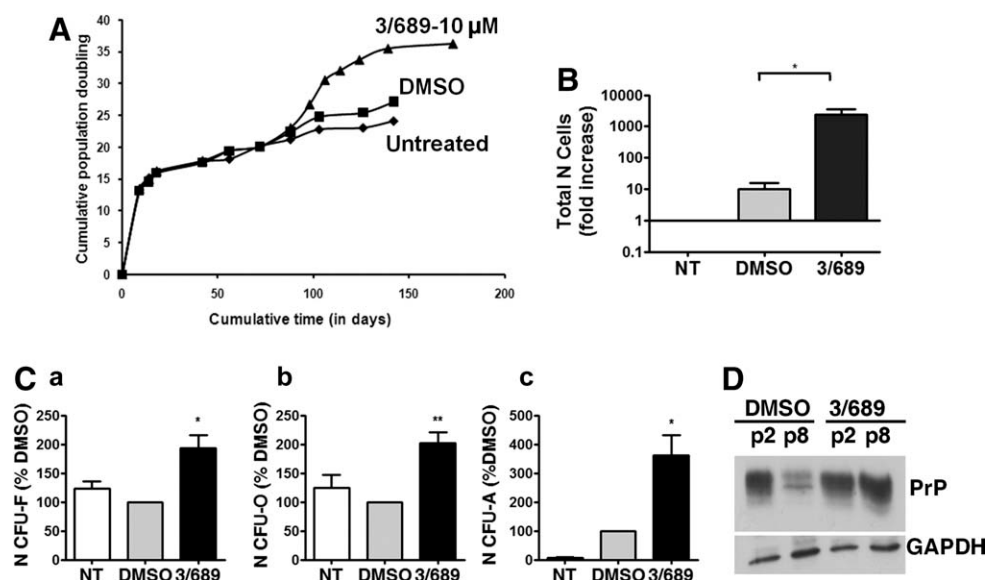 A
3/689-10 µM
DMSO
Untreated
Cumulative population doubling
40
35
30
25
20
15
10
5
0
0 50 100 150 200
Cumulative time (in days)
B
*
Total N Cells
(fold increase)
10000
1000
100
10
1
0.1
NT DMSO 3/689
C a
N CFU-F (% DMSO)
250
200
150
100
50
0
*
NT DMSO 3/689
b
N CFU-O (% DMSO)
250
200
150
100
50
0
**
NT DMSO 3/689
c
N CFU-A (%DMSO)
500
400
300
200
100
0
*
NT DMSO 3/689
D
DMSO 3/689
p2 p8 p2 p8
PrP
GAPDH